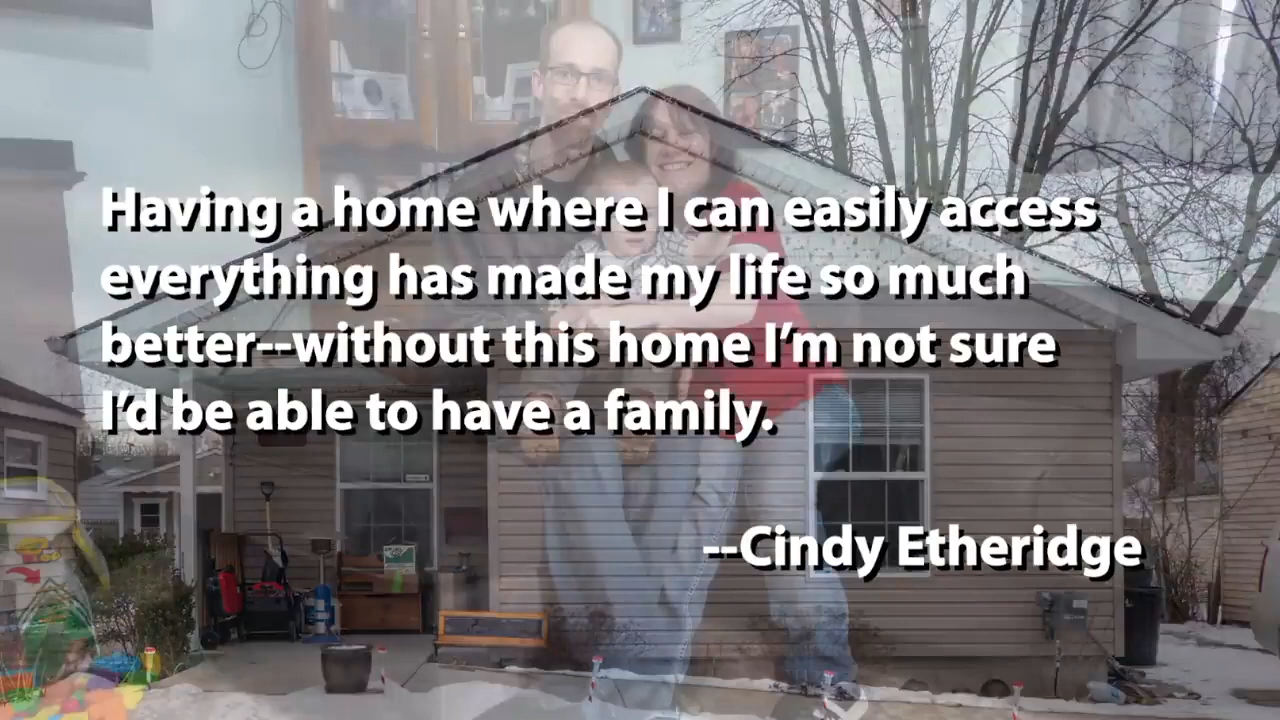 Having a home where I can easily access
everything has made my life so much
better--without this home I’m not sure
I’d be able to have a family.
--Cindy Etheridge